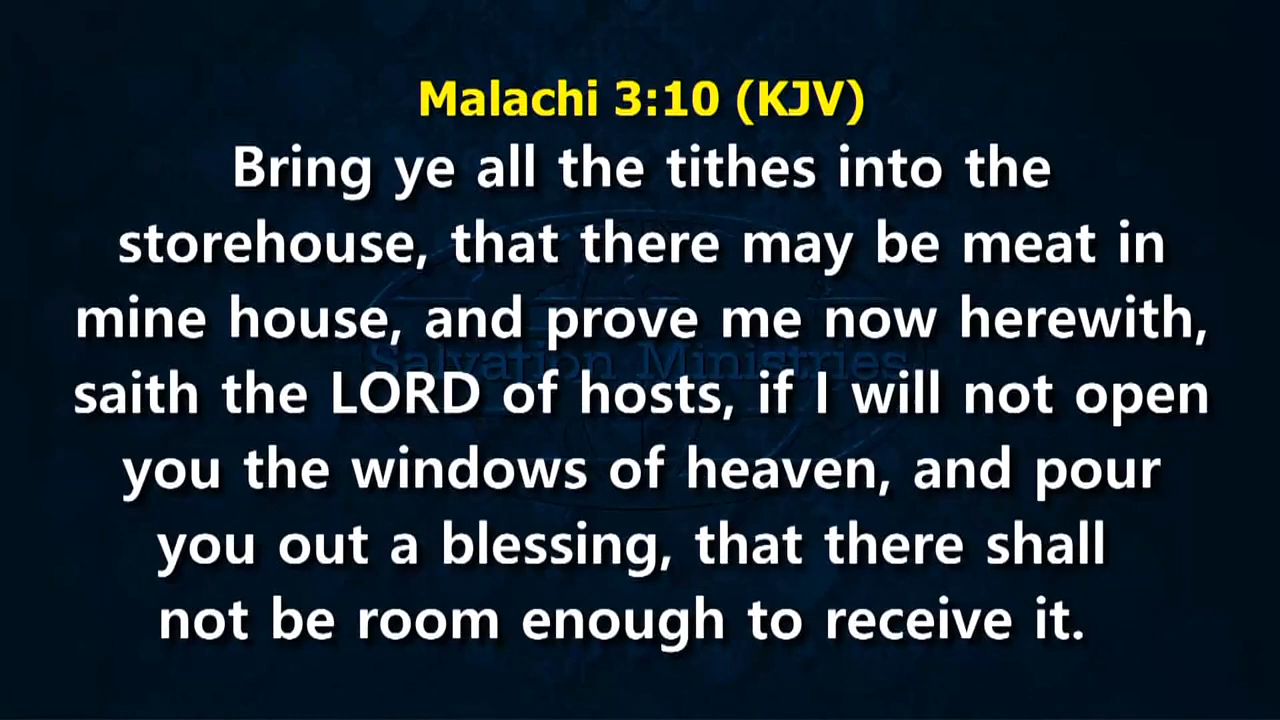 Malachi 3:10 (KJV)
Bring ye all the tithes into the
storehouse, that there may be meat in
mine house, and prove me now herewith,
Salvation Ministries
saith the LORD of hosts, if I will not open
you the windows of heaven, and pour
you out a blessing, that there shall
not be room enough to receive it.